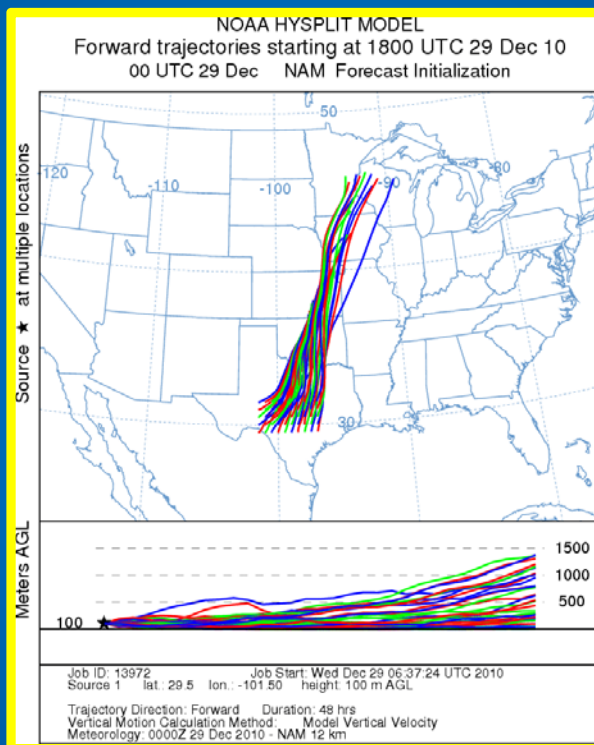 NOAA HYSPLIT MODEL
Forward trajectories starting at 1800 UTC 29 Dec 10
00 UTC 29 Dec NAM Forecast Initialization
50
-120
-110
-100
-90
-80
30
Source ★ at multiple locations
Meters AGL
1500
1000
500
100
★
Job ID: 13972 Job Start: Wed Dec 29 06:37:24 UTC 2010
Source 1 lat.: 29.5 lon.: -101.50 height: 100 m AGL
Trajectory Direction: Forward Duration: 48 hrs
Vertical Motion Calculation Method: Model Vertical Velocity
Meteorology: 0000Z 29 Dec 2010 - NAM 12 km